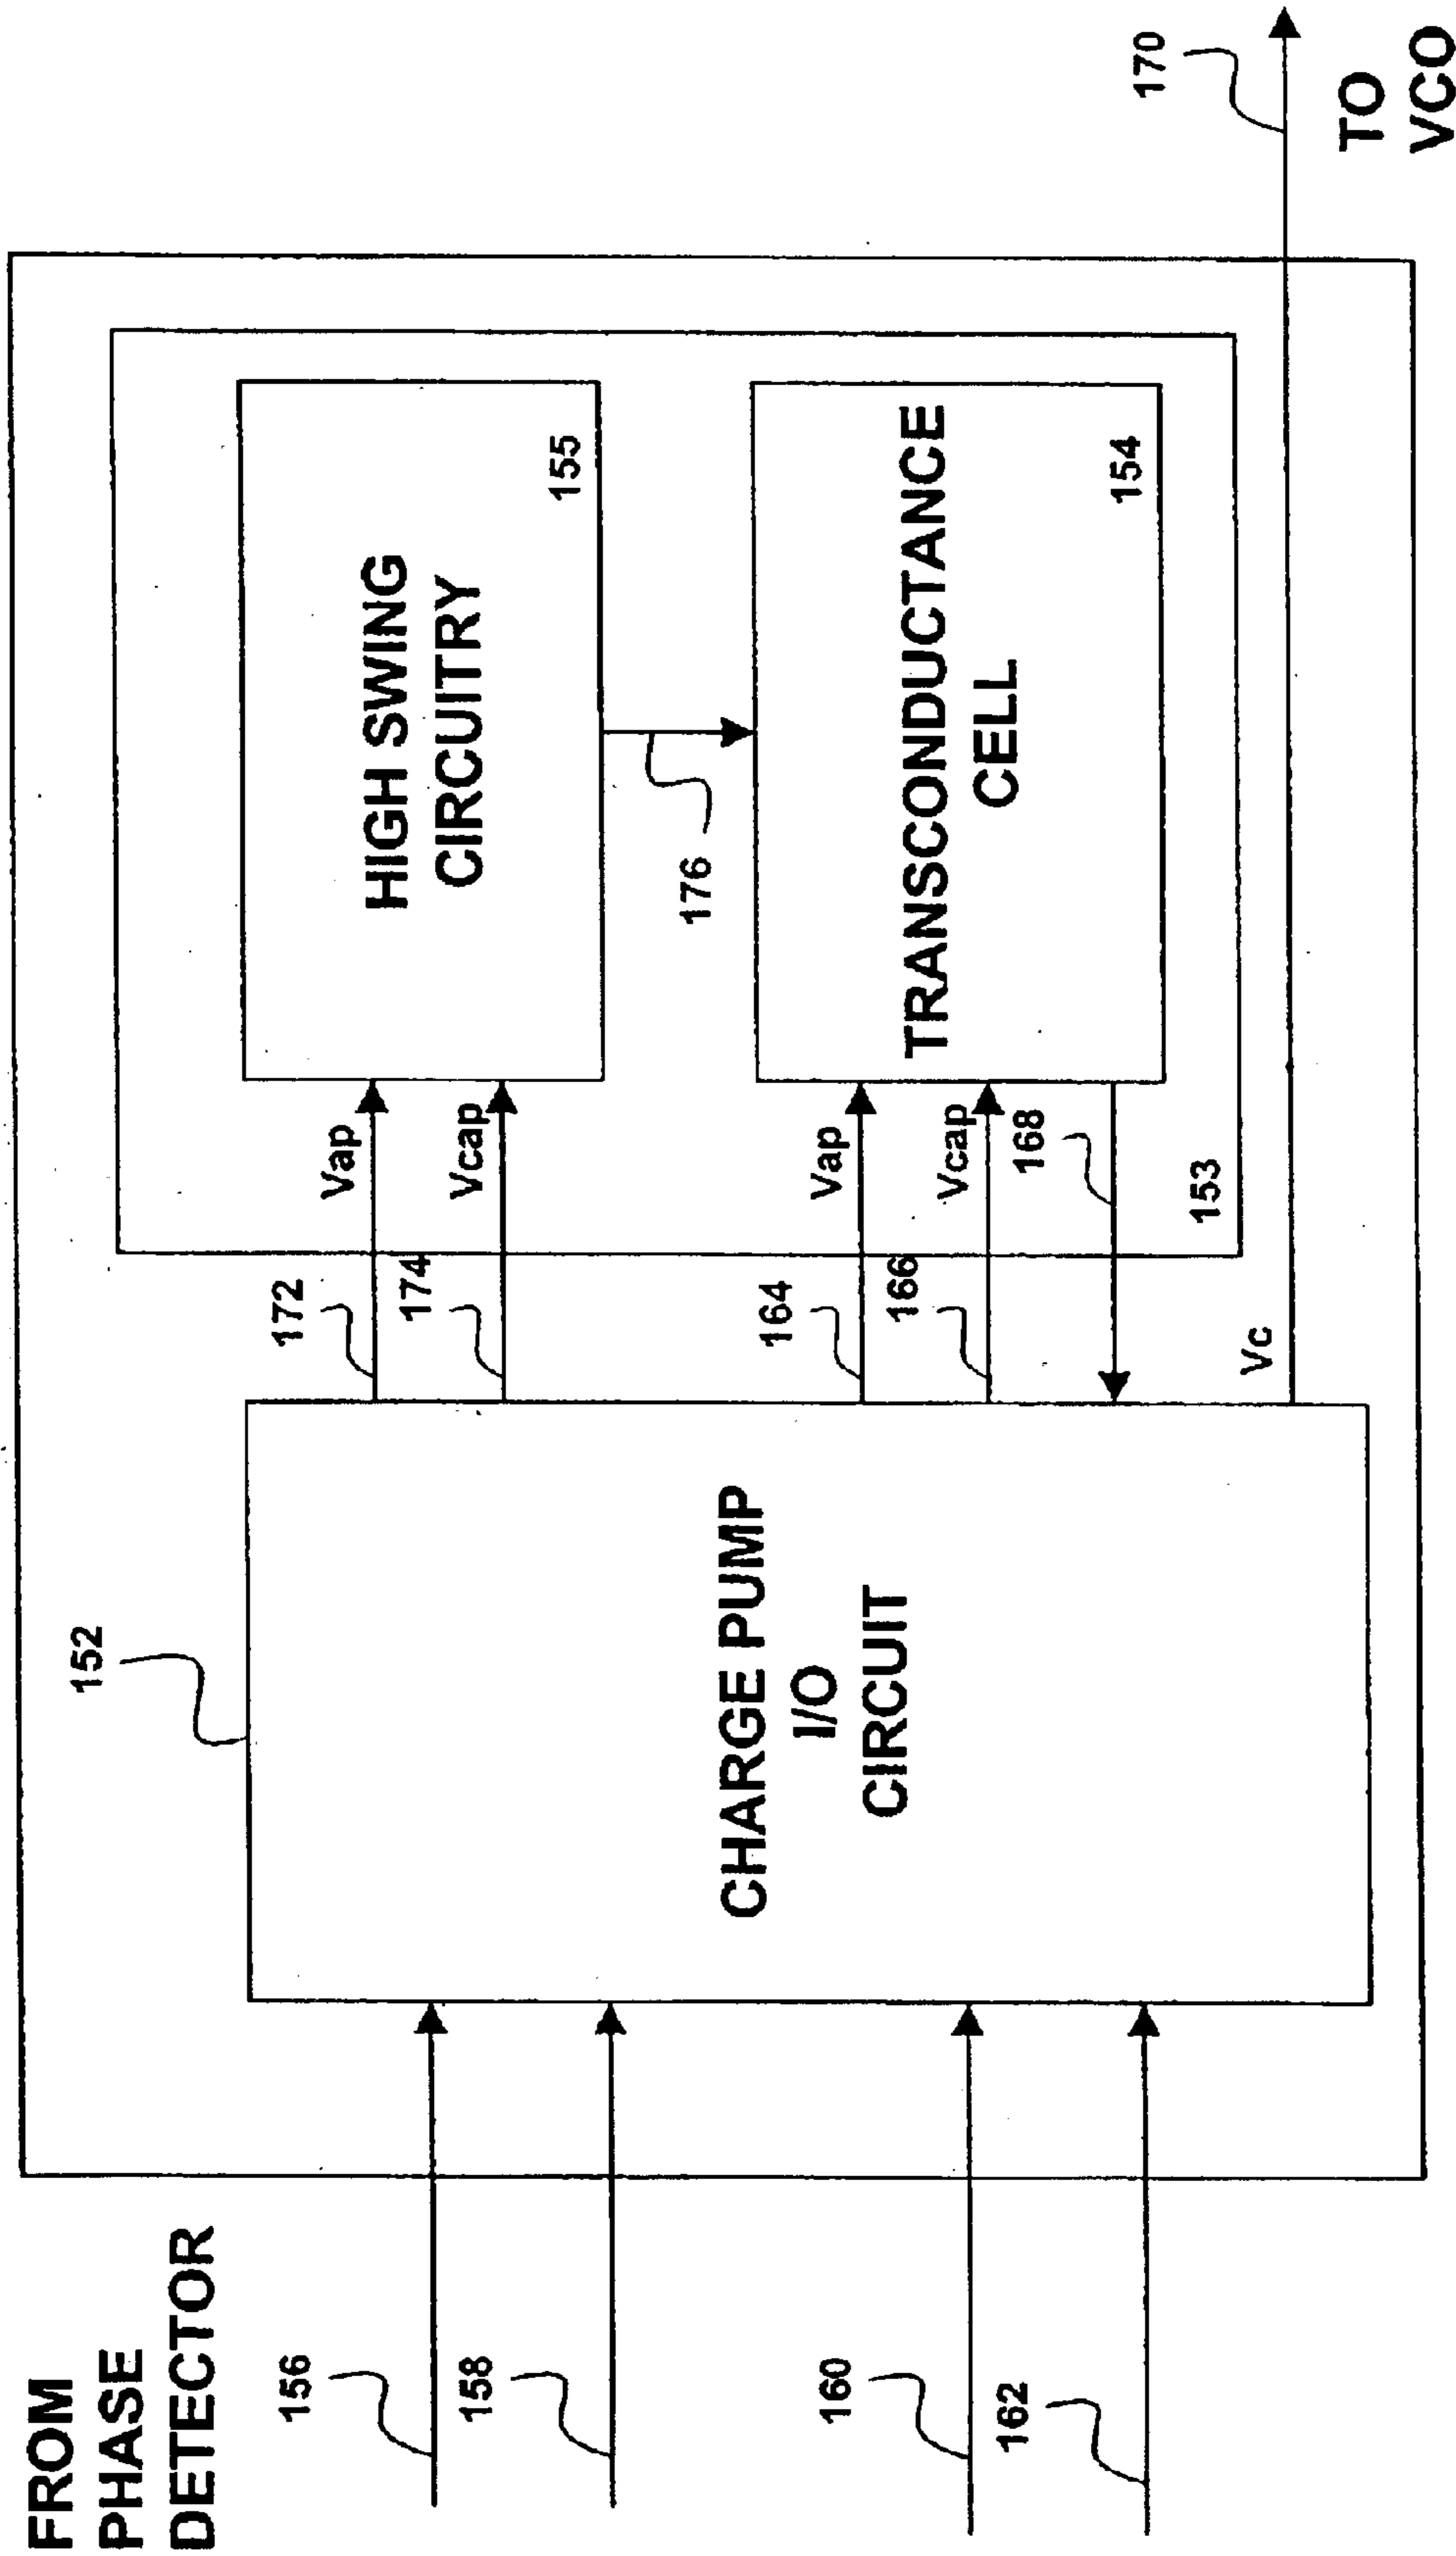 FROM
PHASE
DETECTOR
156
158
160
162
152
CHARGE PUMP
I/O
CIRCUIT
172
Vap
174
Vcap
164
Vap
166
Vcap
168
153
HIGH SWING
CIRCUITRY
155
176
TRANSCONDUCTANCE
CELL
154
Vc
170
TO
VCO